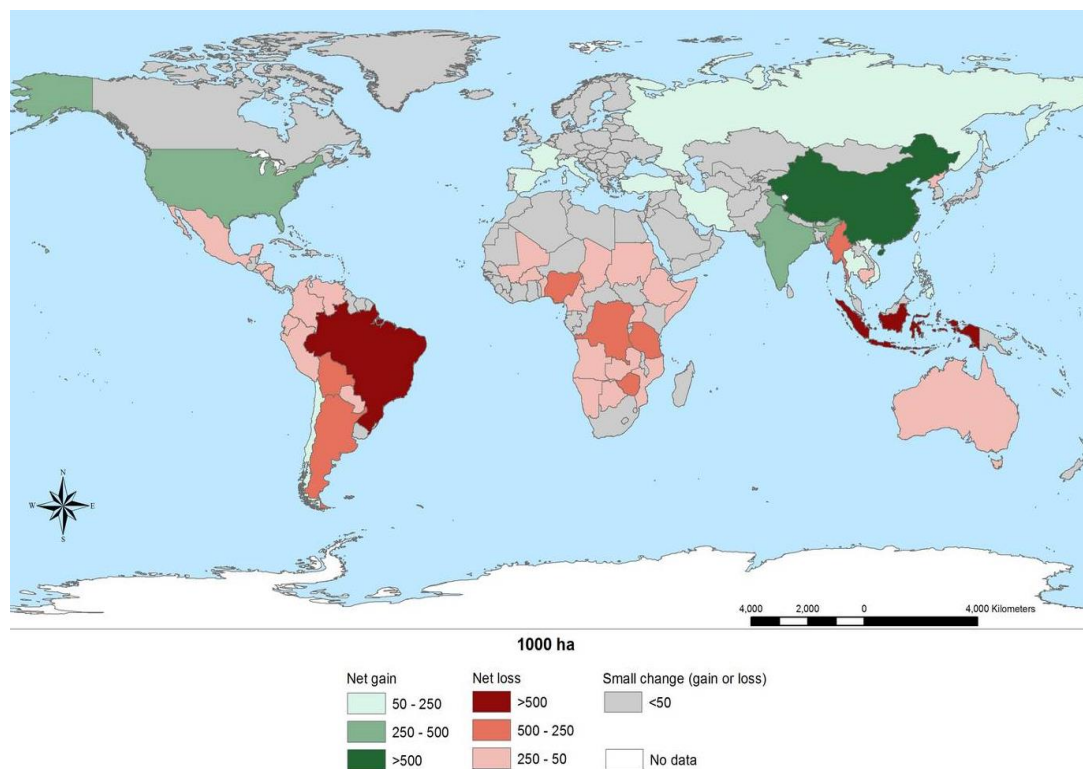 N
W E
S
4,000 2,000 0 4,000 Kilometers
1000 ha
Net gain
50 - 250
250 - 500
>500
Net loss
>500
500 - 250
250 - 50
Small change (gain or loss)
<50
No data